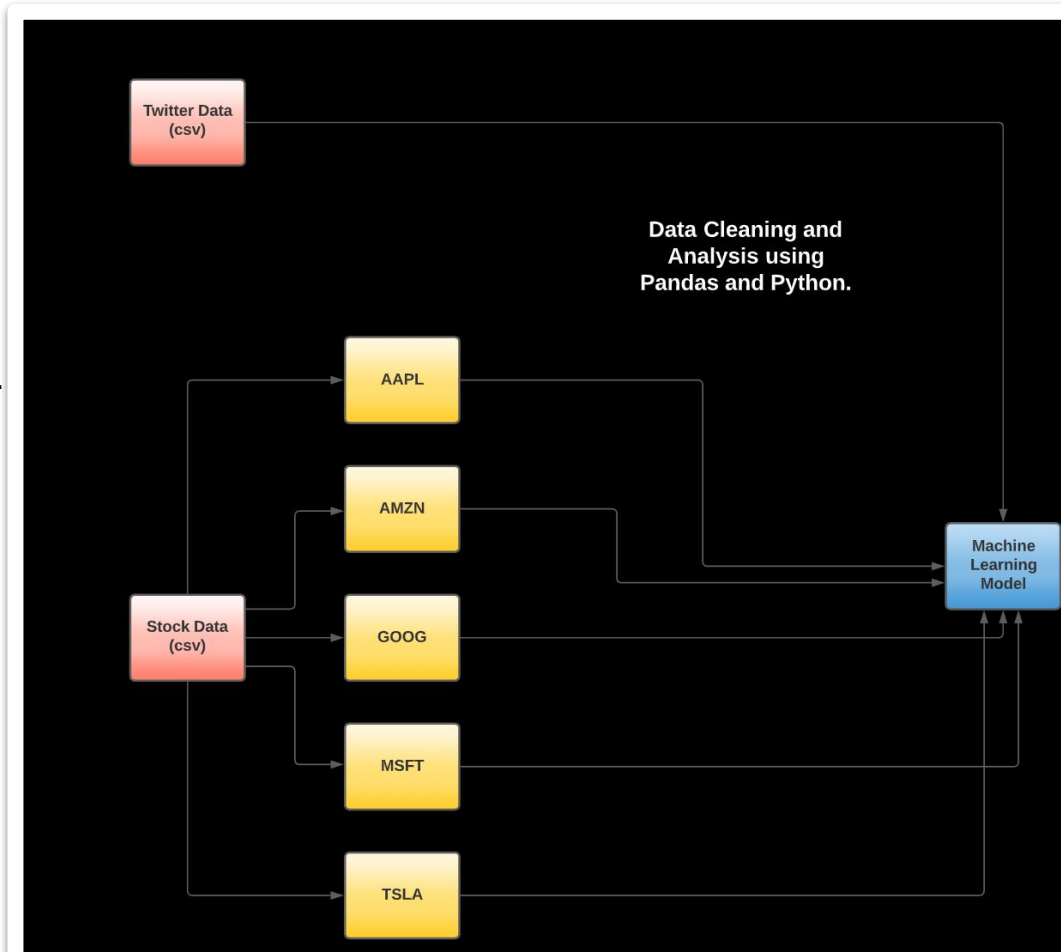 Twitter Data
(csv)
Data Cleaning and
Analysis using
Pandas and Python.
AAPL
AMZN
Machine
Learning
Model
Stock Data
(csv)
GOOG
MSFT
TSLA